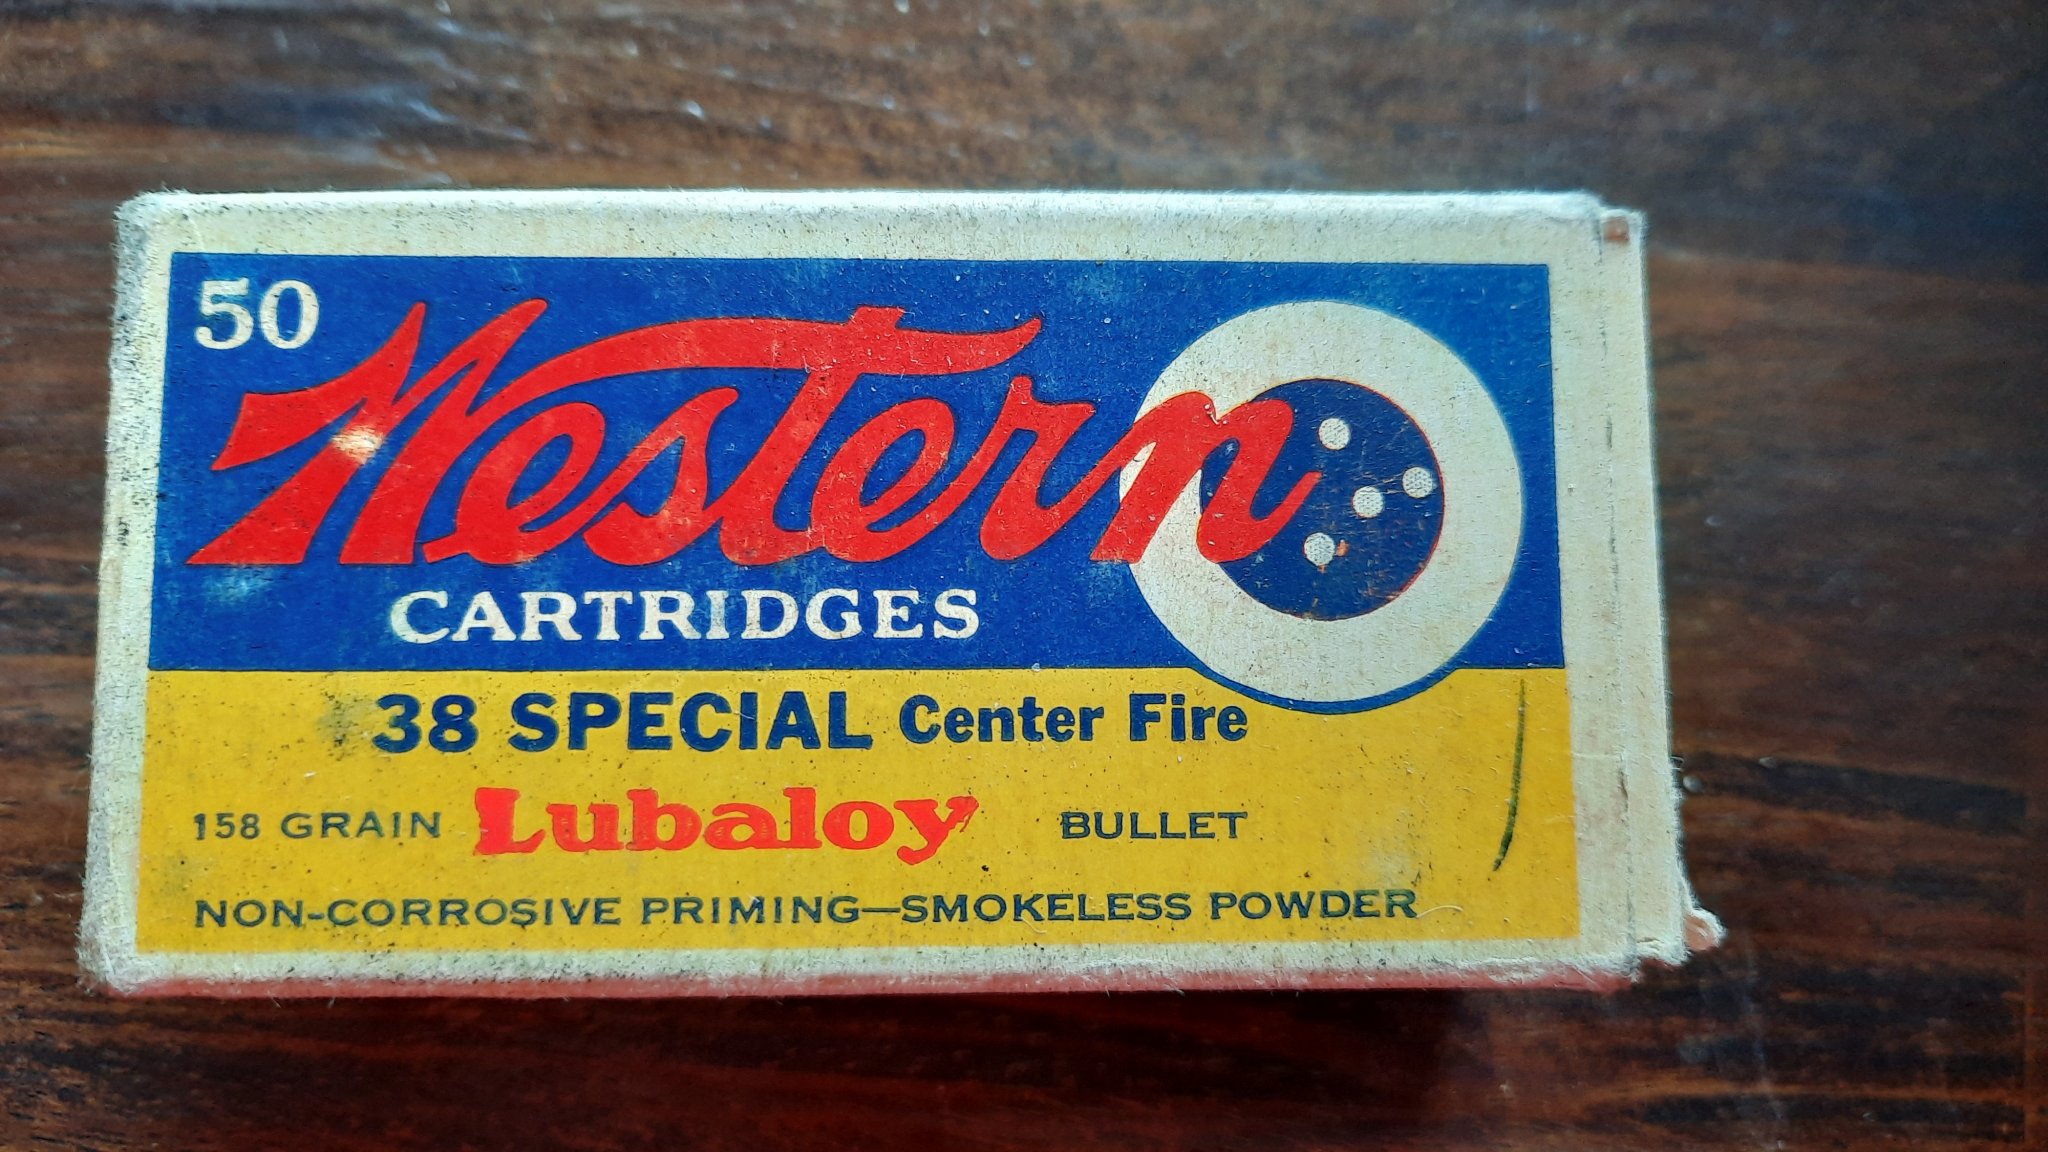 50
Western
CARTRIDGES
38 SPECIAL Center Fire
158 GRAIN Lubaloy BULLET
NON-CORROSIVE PRIMING—SMOKELESS POWDER